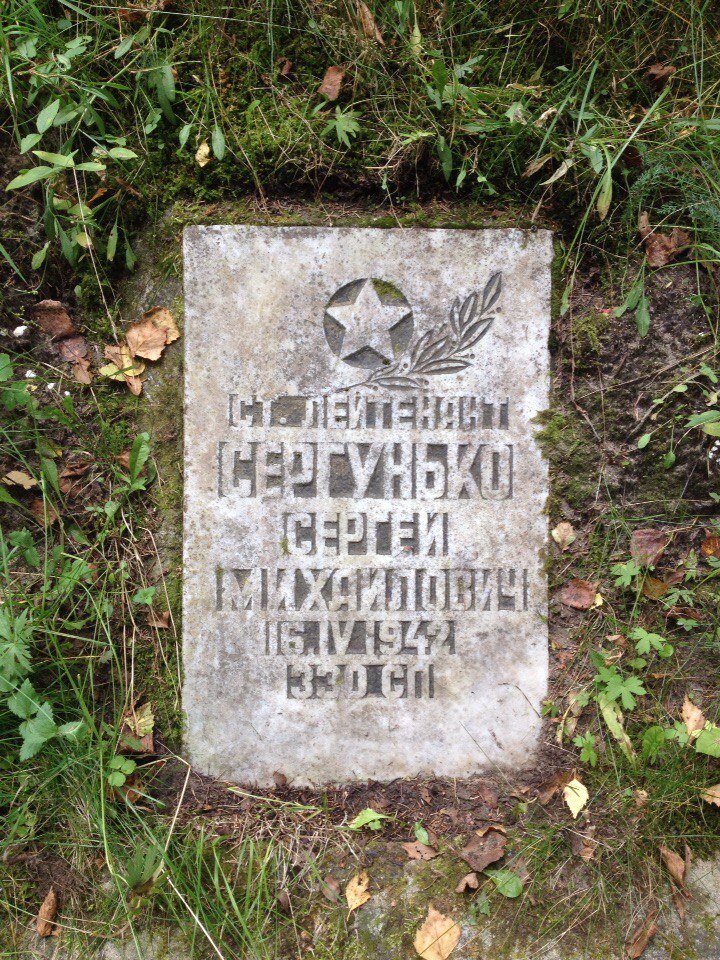 СТ. ЛЕЙТЕНАНТ
СЕРГУНЬКО
СЕРГЕЙ
МИХАЙЛОВИЧ
16 IV 1942
330 СП